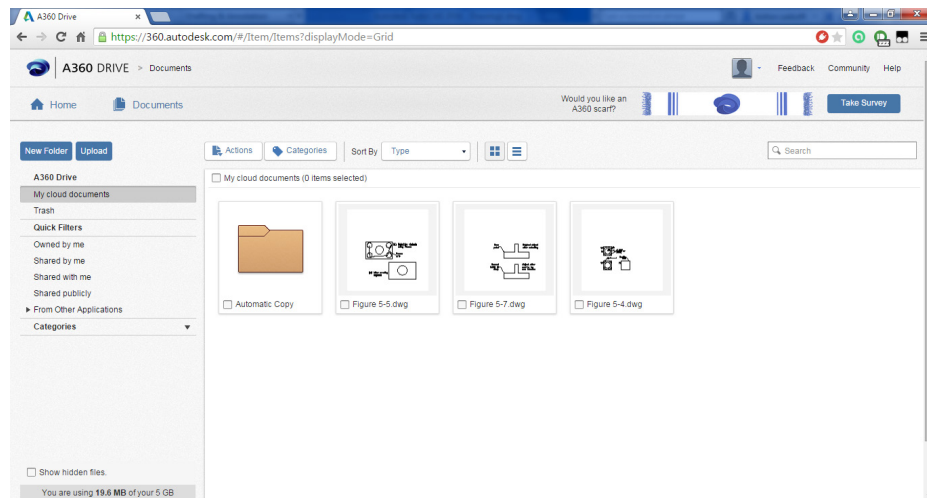 A360 Drive
https://360.autodesk.com/#/Item/Items?displayMode=Grid
A360 DRIVE > Documents
Feedback Community Help
Home Documents
Would you like an
A360 scarf?
Take Survey
New Folder Upload
Actions Categories Sort By Type
Search
A360 Drive
My cloud documents
Trash
Quick Filters
Owned by me
Shared by me
Shared with me
Shared publicly
From Other Applications
Categories
My cloud documents (0 items selected)
Automatic Copy
Figure 5-5.dwg
Figure 5-7.dwg
Figure 5-4.dwg
Show hidden files.
You are using 19.6 MB of your 5 GB